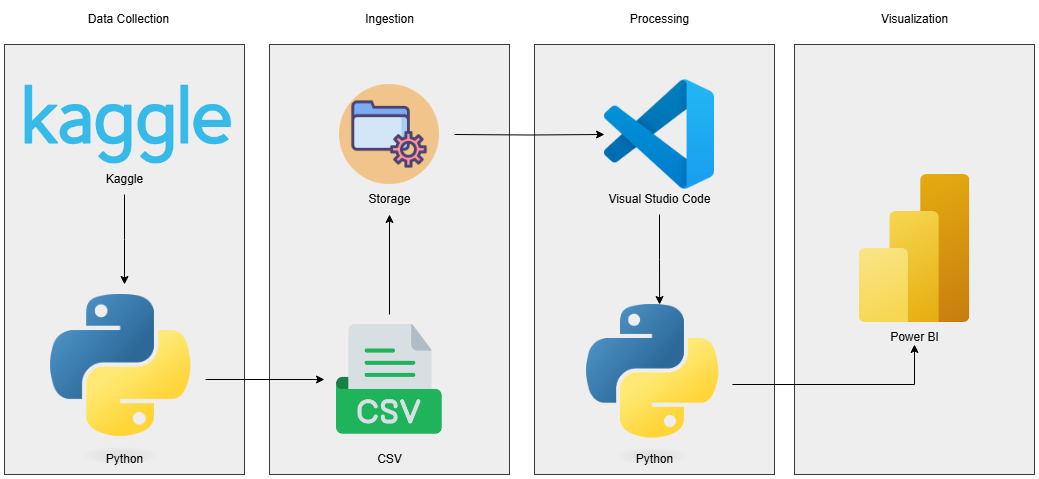 Data Collection
Ingestion
Processing
Visualization
kaggle
Kaggle
Python
Storage
CSV
CSV
Visual Studio Code
Python
Power BI